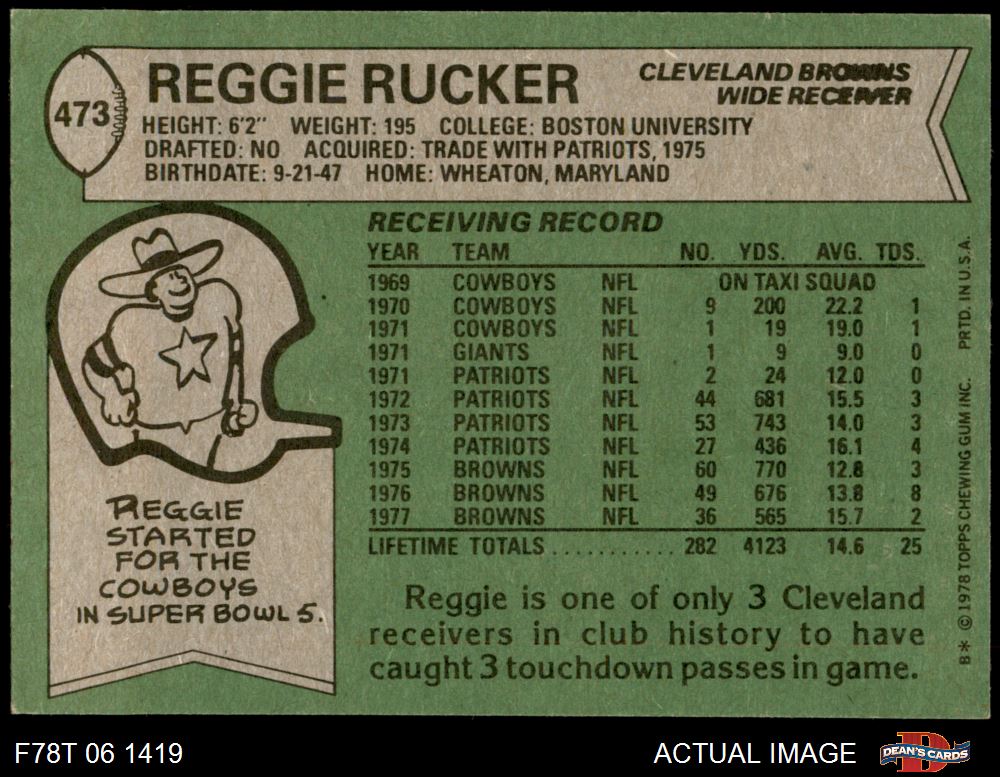 473
REGGIE RUCKER
CLEVELAND BROWNS
WIDE RECEIVER
HEIGHT: 6'2" WEIGHT: 195 COLLEGE: BOSTON UNIVERSITY
DRAFTED: NO ACQUIRED: TRADE WITH PATRIOTS, 1975
BIRTHDATE: 9-21-47 HOME: WHEATON, MARYLAND
RECEIVING RECORD
YEAR TEAM NO. YDS. AVG. TDS.
1969 COWBOYS NFL ON TAXI SQUAD
1970 COWBOYS NFL 9 200 22.2 1
1971 COWBOYS NFL 1 19 19.0 1
1971 GIANTS NFL 1 9 9.0 0
1971 PATRIOTS NFL 2 24 12.0 0
1972 PATRIOTS NFL 44 681 15.5 3
1973 PATRIOTS NFL 53 743 14.0 3
1974 PATRIOTS NFL 27 436 16.1 4
1975 BROWNS NFL 60 770 12.8 3
1976 BROWNS NFL 49 676 13.8 8
1977 BROWNS NFL 36 565 15.7 2
LIFETIME TOTALS ........... 282 4123 14.6 25
REGGIE
STARTED
FOR THE
COWBOYS
IN SUPER BOWL 5.
Reggie is one of only 3 Cleveland
receivers in club history to have
caught 3 touchdown passes in game.
B* © 1978 TOPPS CHEWING GUM INC. PRTD. IN U.S.A.
F78T 06 1419
ACTUAL IMAGE
DEAN'S CARDS